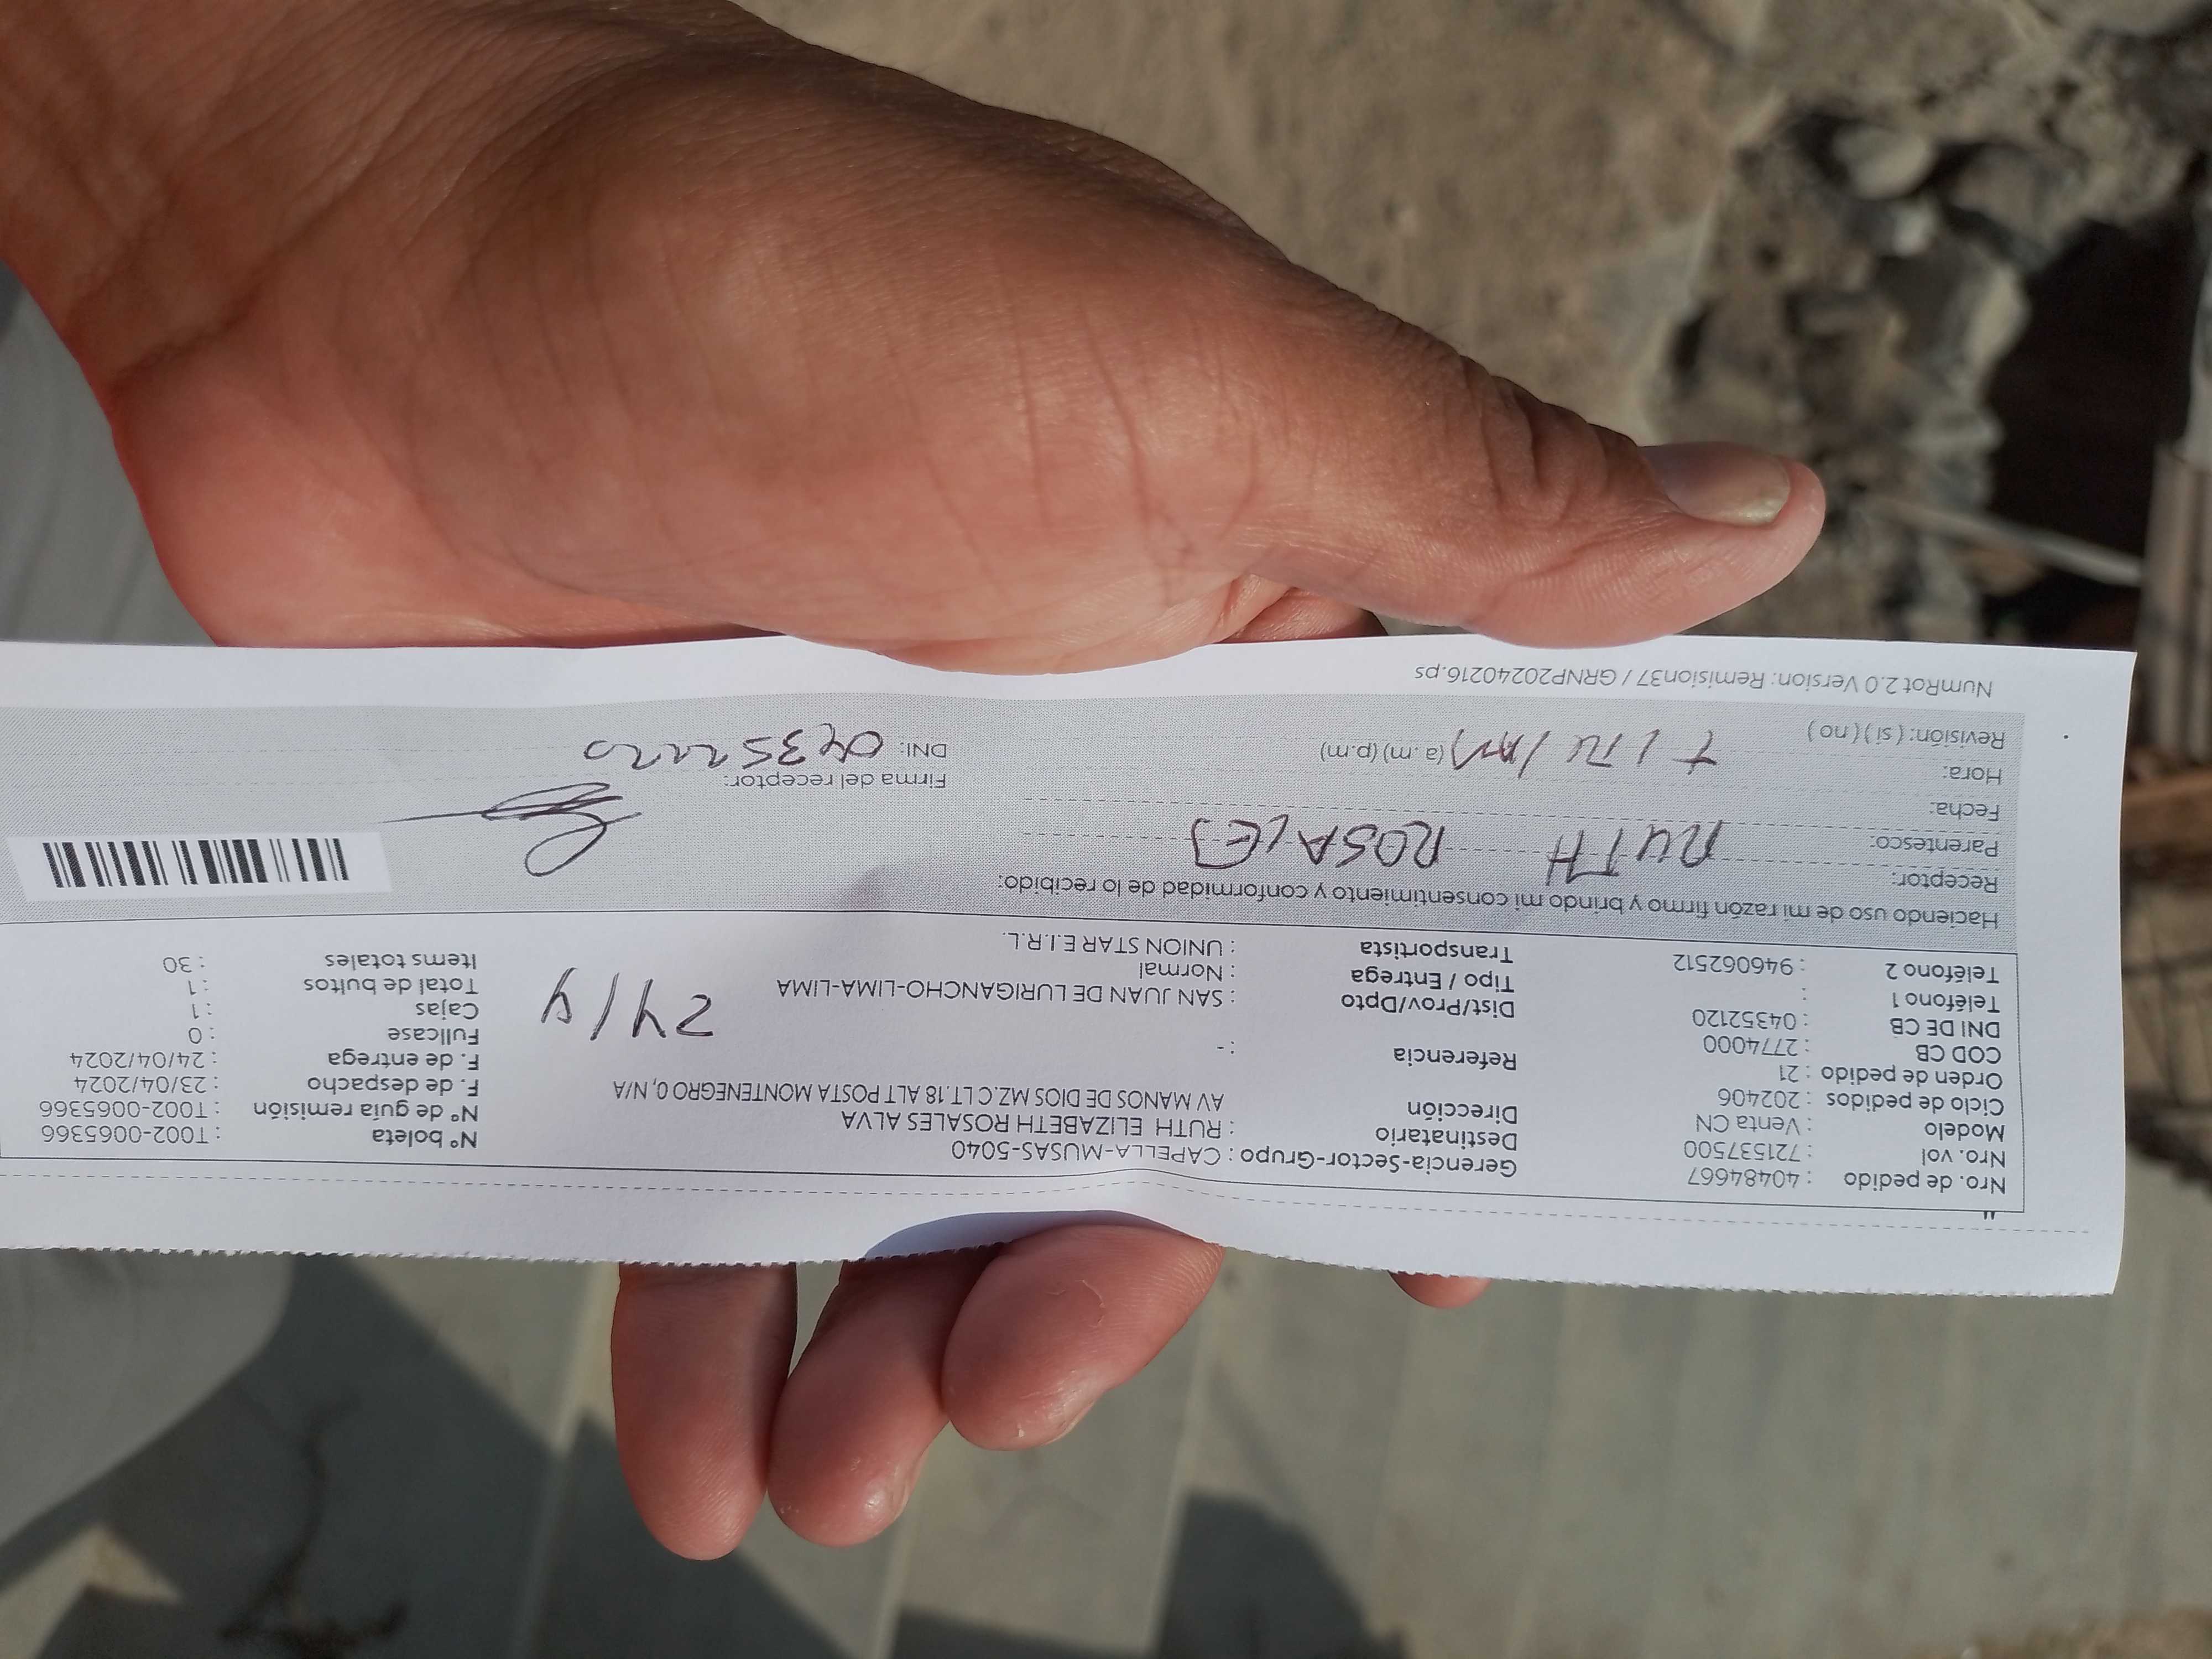 Nro. de pedido : 40484667
Nro. vol : 721537500
Modelo : Venta CN
Ciclo de pedidos : 202406
Orden de pedido : 21
COD CB : 2774000
DNI DE CB : 04352120
Teléfono 1 :
Teléfono 2 : 946062512
Gerencia-Sector-Grupo : CAPELLA-MUSAS-5040
Destinatario : RUTH ELIZABETH ROSALES ALVA
Dirección AV MANOS DE DIOS MZ.C LT.18 ALT POSTA MONTENEGRO 0, N/A
Referencia : -
Dist/Prov/Dpto : SAN JUAN DE LURIGANCHO-LIMA-LIMA
Tipo / Entrega : Normal
Transportista : UNION STAR E.I.R.L.
24/4
Nº boleta : T002-0065366
Nº de guía remisión : T002-0065366
F. de despacho : 23/04/2024
F. de entrega : 24/04/2024
Fullcase : 0
Cajas : 1
Total de bultos : 1
Items totales : 30
Haciendo uso de mi razón firmo y brindo mi consentimiento y conformidad de lo recibido:
Receptor:
RUTH ROSALES
Parentesco:
Fecha:
Hora: (a. m) (p.m)
Revisión: ( si ) ( no )
Firma del receptor:
DNI:
NumRot 2.0 Version: Remision37 / GRNP20240216.ps